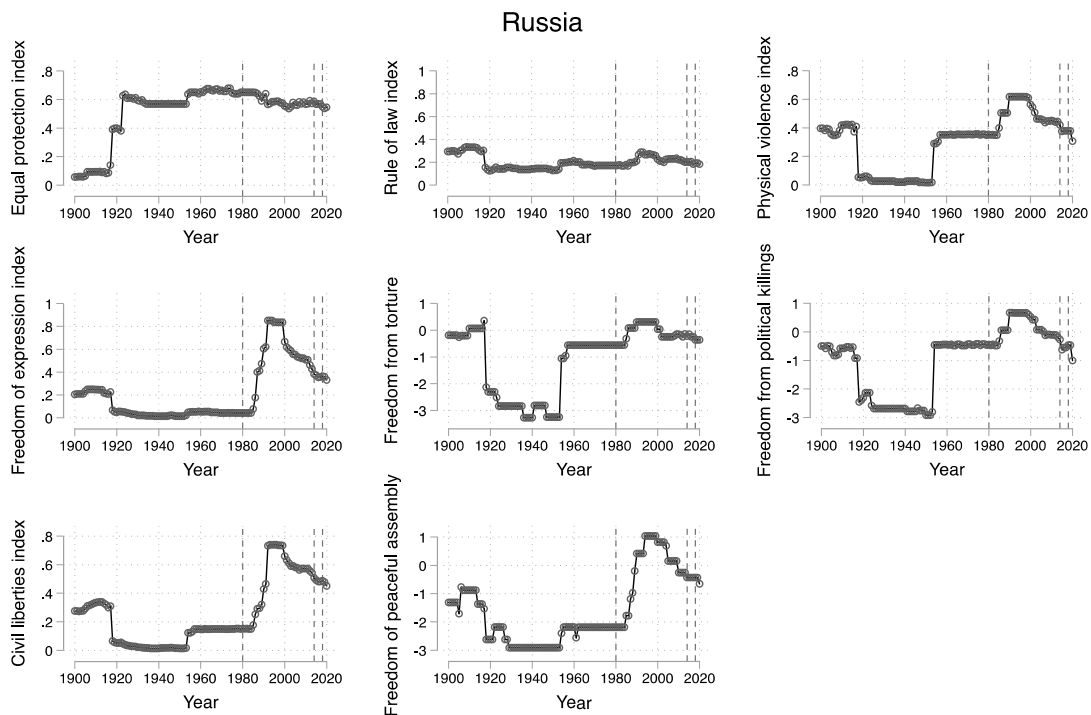 Russia
Equal protection index
.8
.6
.4
.2
0
1900 1920 1940 1960 1980 2000 2020
Year
Rule of law index
1
.8
.6
.4
.2
0
1900 1920 1940 1960 1980 2000 2020
Year
Physical violence index
.8
.6
.4
.2
0
1900 1920 1940 1960 1980 2000 2020
Year
Freedom of expression index
1
.8
.6
.4
.2
0
1900 1920 1940 1960 1980 2000 2020
Year
Freedom from torture
1
0
-1
-2
-3
1900 1920 1940 1960 1980 2000 2020
Year
Freedom from political killings
1
0
-1
-2
-3
1900 1920 1940 1960 1980 2000 2020
Year
Civil liberties index
.8
.6
.4
.2
0
1900 1920 1940 1960 1980 2000 2020
Year
Freedom of peaceful assembly
1
0
-1
-2
-3
1900 1920 1940 1960 1980 2000 2020
Year